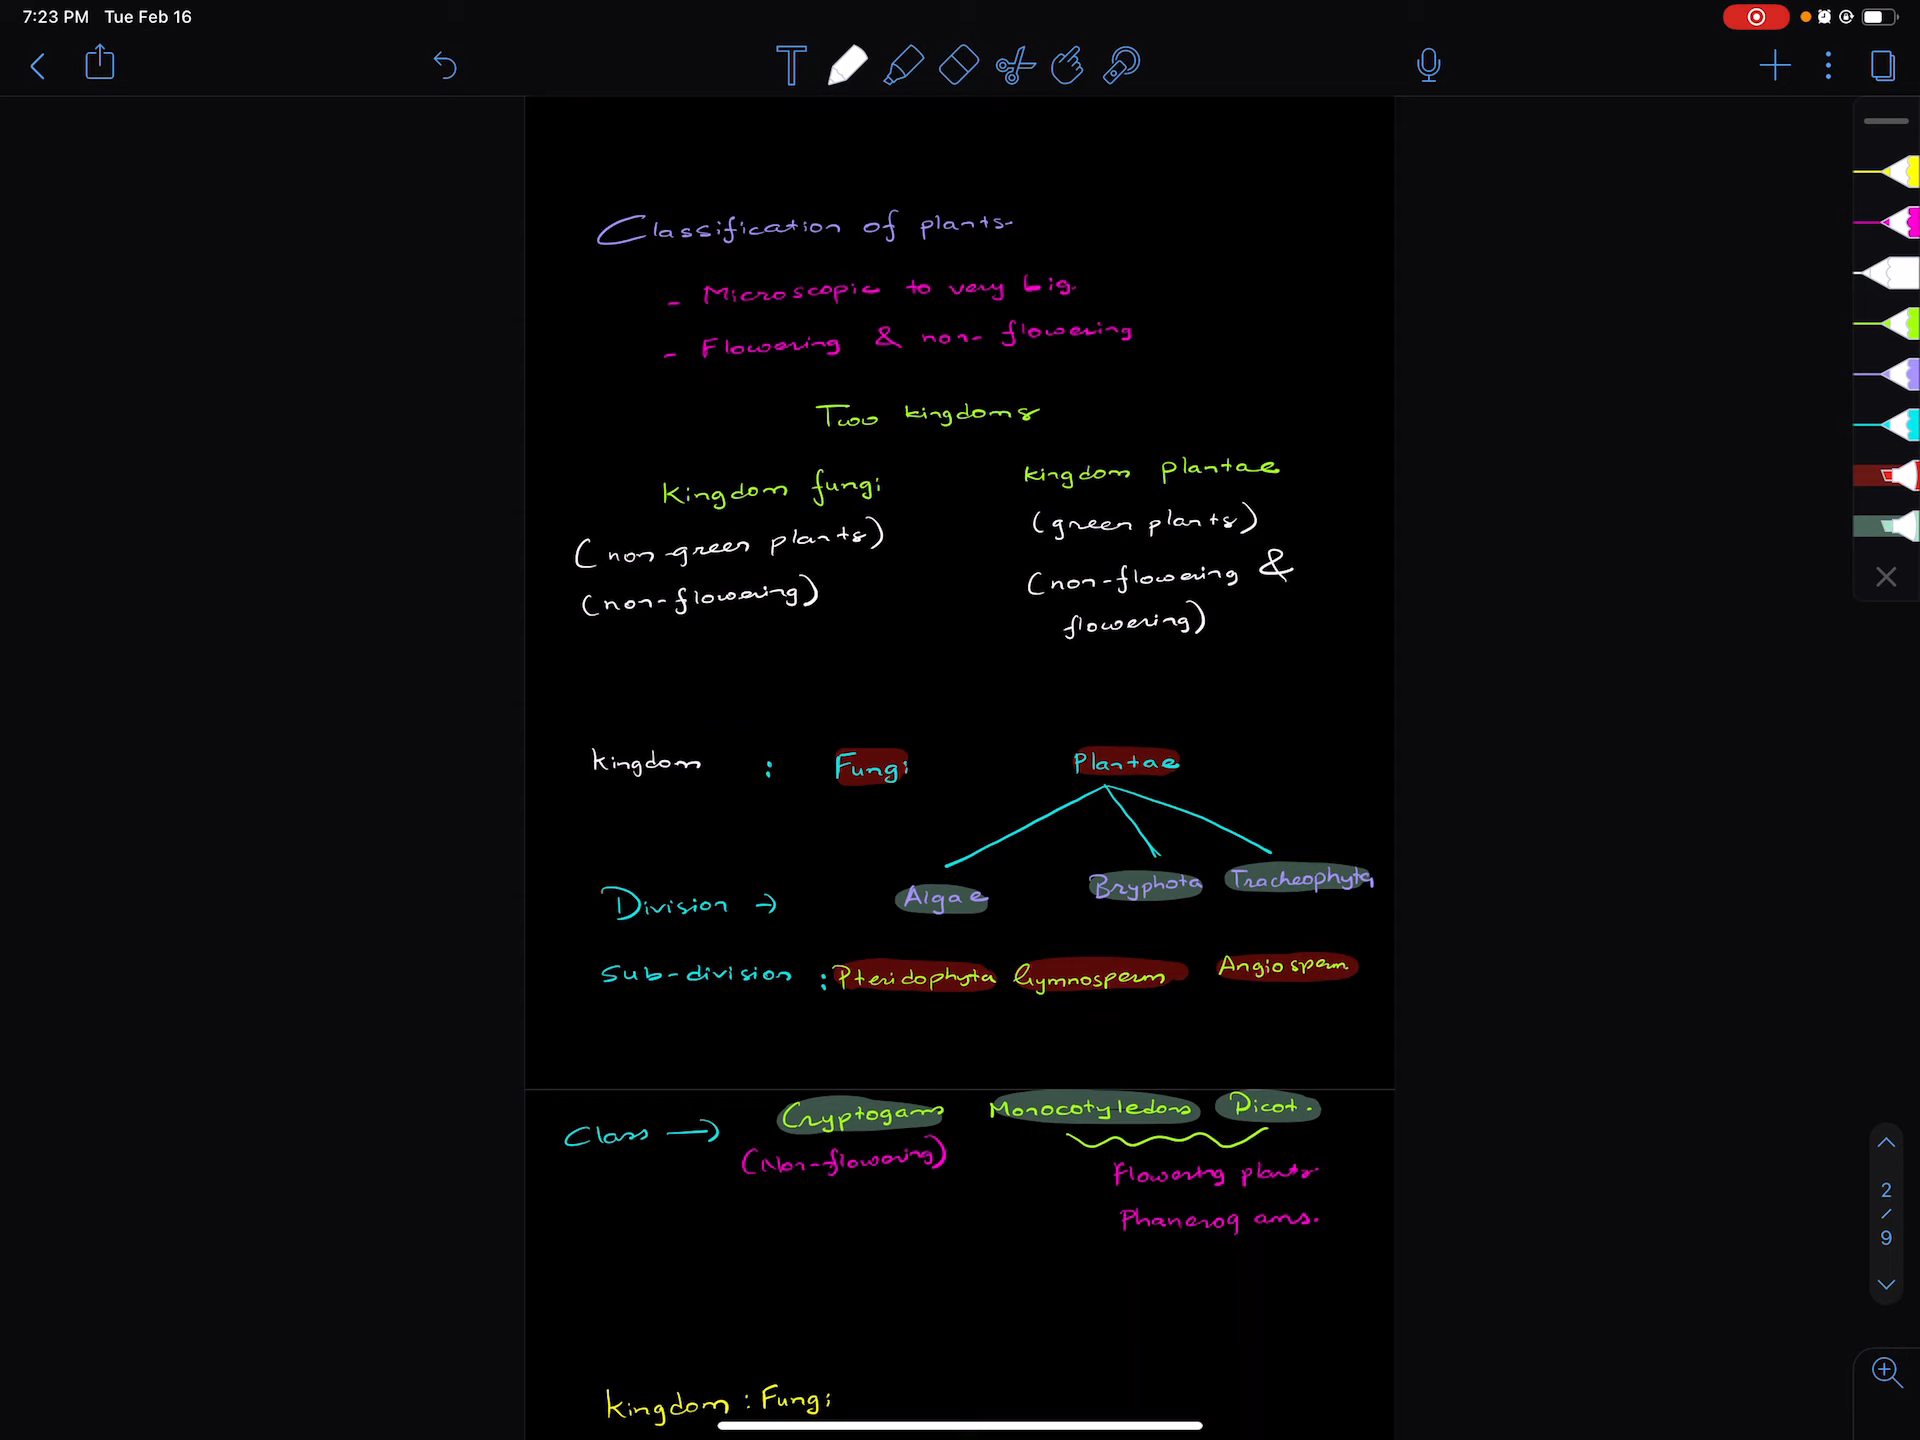 7:23 PM Tue Feb 16
Classification of plants-
- Microscopic to very big.
- Flowering & non-flowering
Two kingdoms
Kingdom fungi
kingdom plantae
(non-green plants)
(green plants)
(non-flowering)
(non-flowering &
flowering)
kingdom : Fungi Plantae
Division → Algae Bryphota Tracheophyta
Sub-division : Pteridophyta Gymnosperm Angiosperm
Class → Cryptogams Monocotyledons Dicot.
(Non-flowering)
Flowering plants
Phanerogams.
2
/
9
kingdom : Fungi